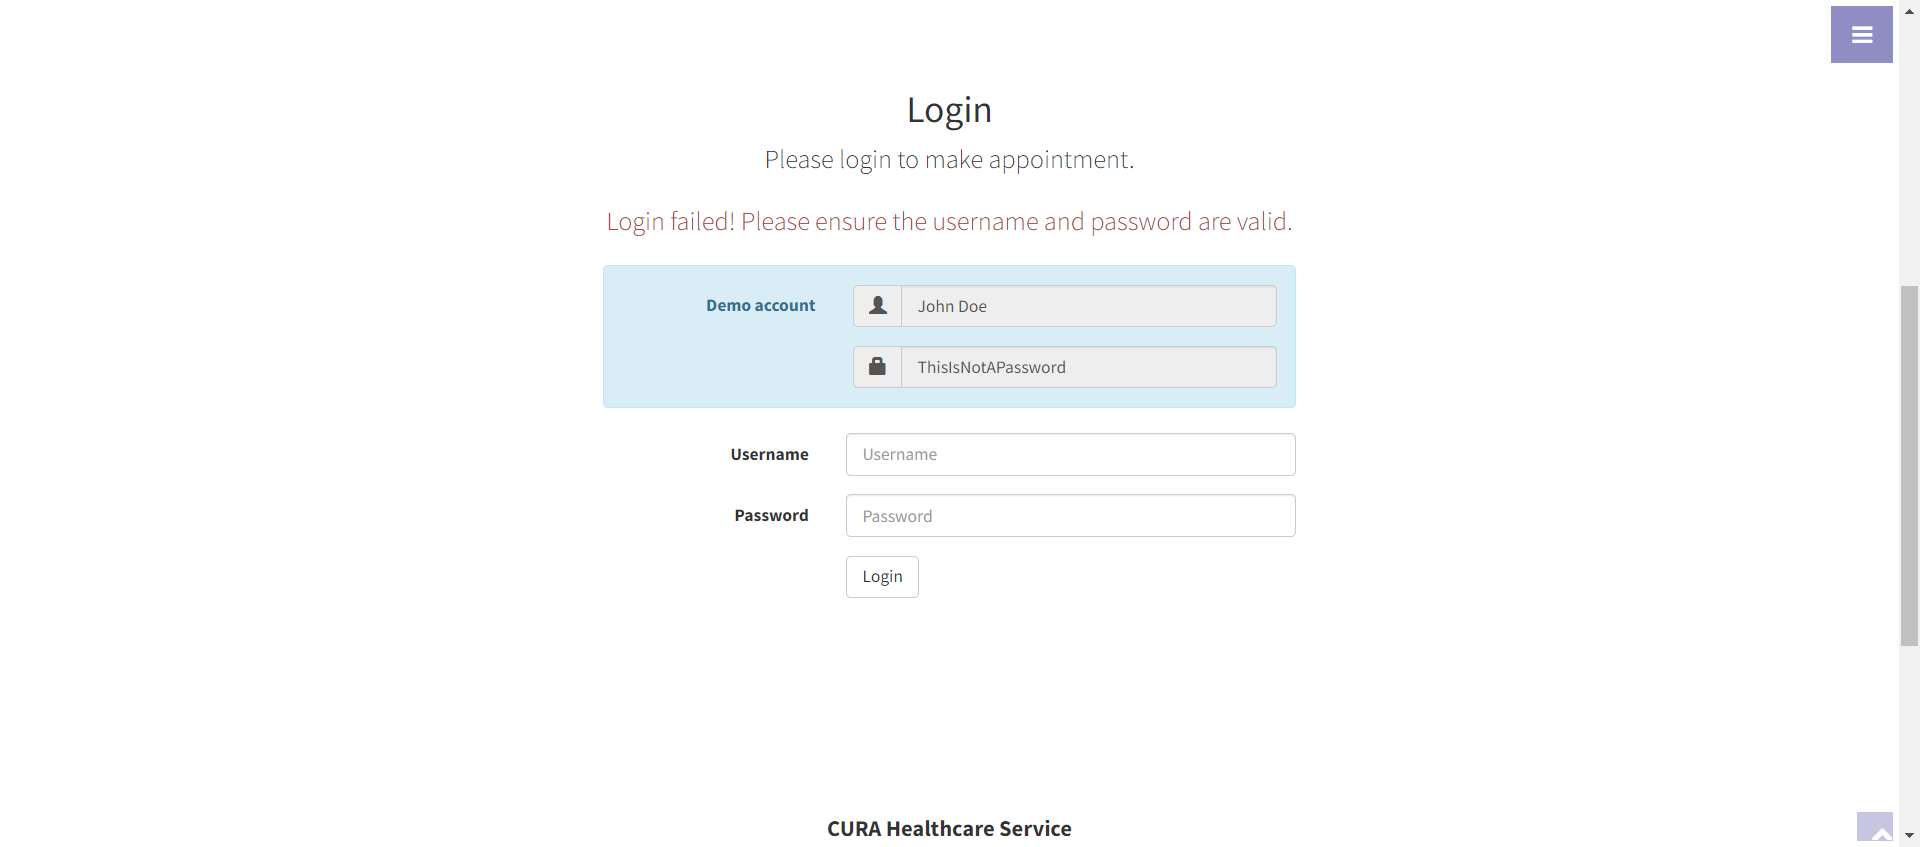 Login
Please login to make appointment.
Login failed! Please ensure the username and password are valid.
Demo account
John Doe
ThisIsNotAPassword
Username
Username
Password
Password
Login
CURA Healthcare Service